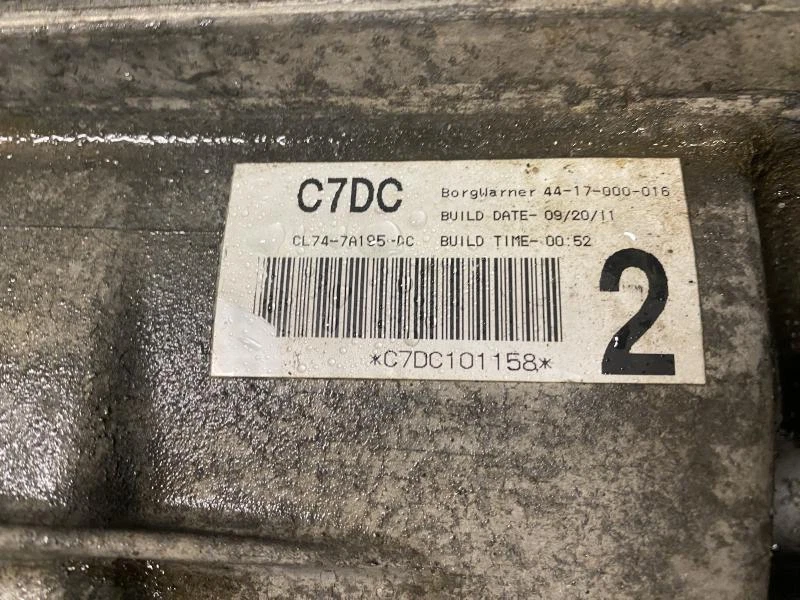 C7DC
BorgWarner 44-17-000-016
BUILD DATE- 09/20/11
CL74-7A195-DC BUILD TIME- 00:52
2
*C7DC101158*